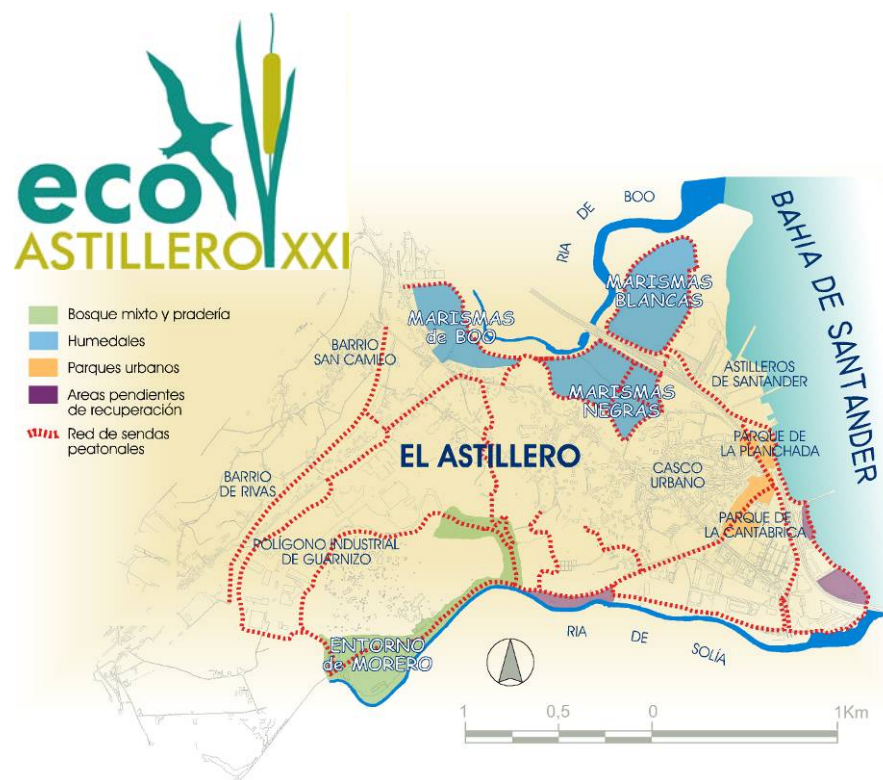 eco
ASTILLERO XXI
Bosque mixto y pradería
Humedales
Parques urbanos
Areas pendientes
de recuperación
Red de sendas
peatonales
RIA DE BOO
BAHIA DE SANTANDER
MARISMAS
BLANCAS
MARISMAS
de BOO
BARRIO
SAN CAMILO
MARISMAS
NEGRAS
ASTILLEROS
DE SANTANDER
PARQUE DE
LA PLANCHADA
EL ASTILLERO
CASCO
URBANO
BARRIO
DE RIVAS
PARQUE DE
LA CANTABRICA
POLÍGONO INDUSTRIAL
DE GUARNIZO
ENTORNO
de MORERO
RIA DE SOLÍA
1 0,5 0 1Km